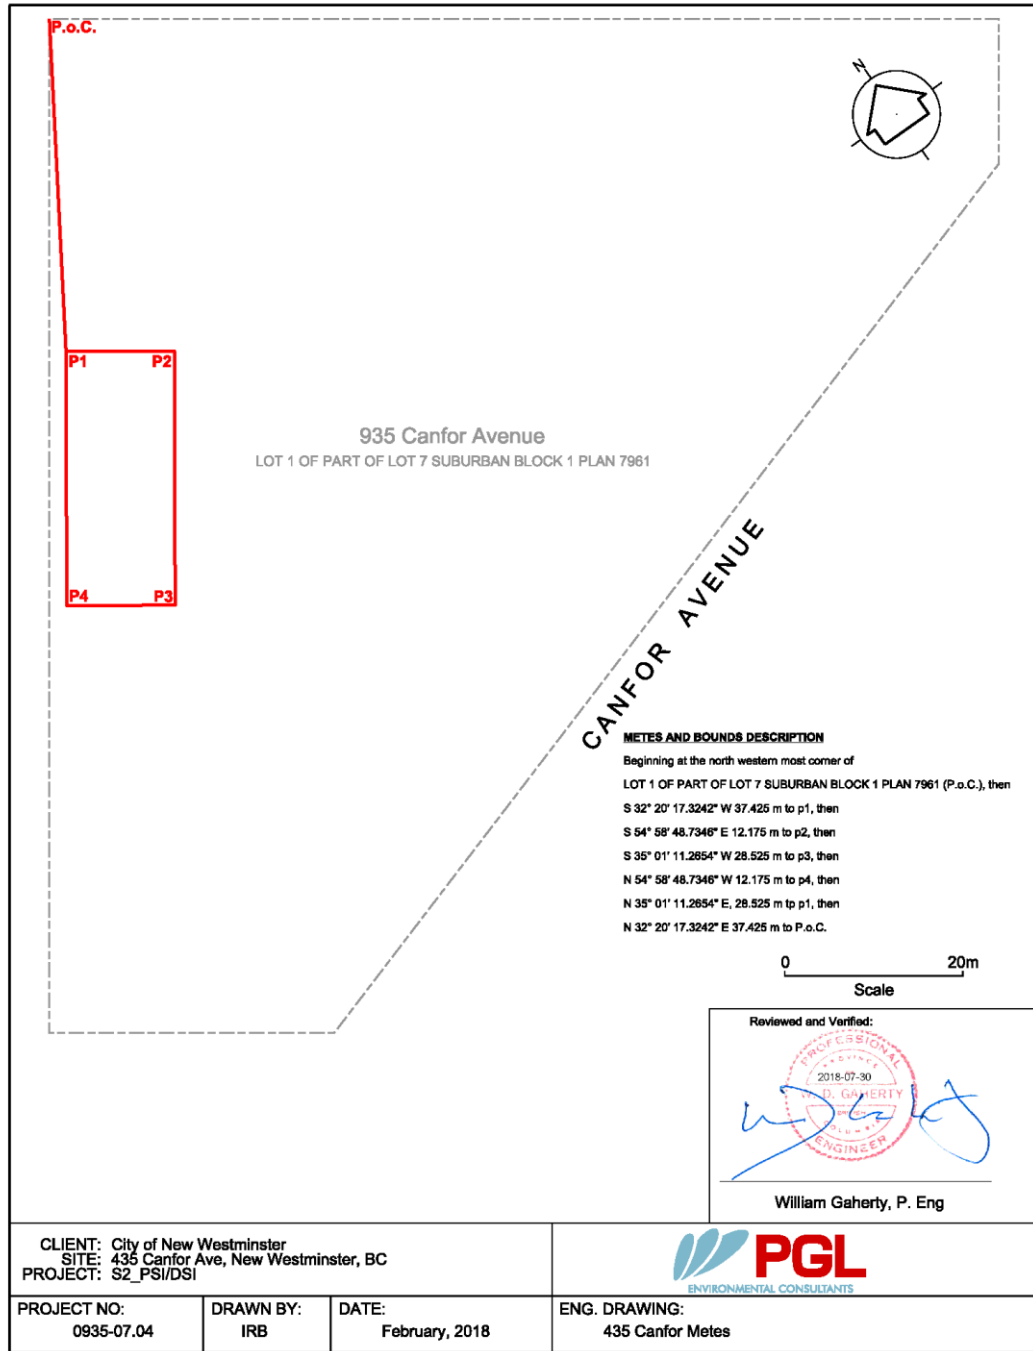 P.o.C.
N
P1 P2
935 Canfor Avenue
LOT 1 OF PART OF LOT 7 SUBURBAN BLOCK 1 PLAN 7961
P4 P3
CANFOR AVENUE
METES AND BOUNDS DESCRIPTION
Beginning at the north western most corner of
LOT 1 OF PART OF LOT 7 SUBURBAN BLOCK 1 PLAN 7961 (P.o.C.), then
S 32° 20' 17.3242" W 37.425 m to p1, then
S 54° 58' 48.7346" E 12.175 m to p2, then
S 35° 01' 11.2654" W 28.525 m to p3, then
N 54° 58' 48.7346" W 12.175 m to p4, then
N 35° 01' 11.2654" E, 28.525 m tp p1, then
N 32° 20' 17.3242" E 37.425 m to P.o.C.
0 20m
Scale
Reviewed and Verified:
PROFESSIONAL
PROVINCE
2018-07-30
W. D. GAHERTY
COLUMBIA
ENGINEER
William Gaherty, P. Eng
CLIENT: City of New Westminster
SITE: 435 Canfor Ave, New Westminster, BC
PROJECT: S2_PSI/DSI
PGL
ENVIRONMENTAL CONSULTANTS
PROJECT NO: DRAWN BY: DATE: ENG. DRAWING:
0935-07.04 IRB February, 2018 435 Canfor Metes